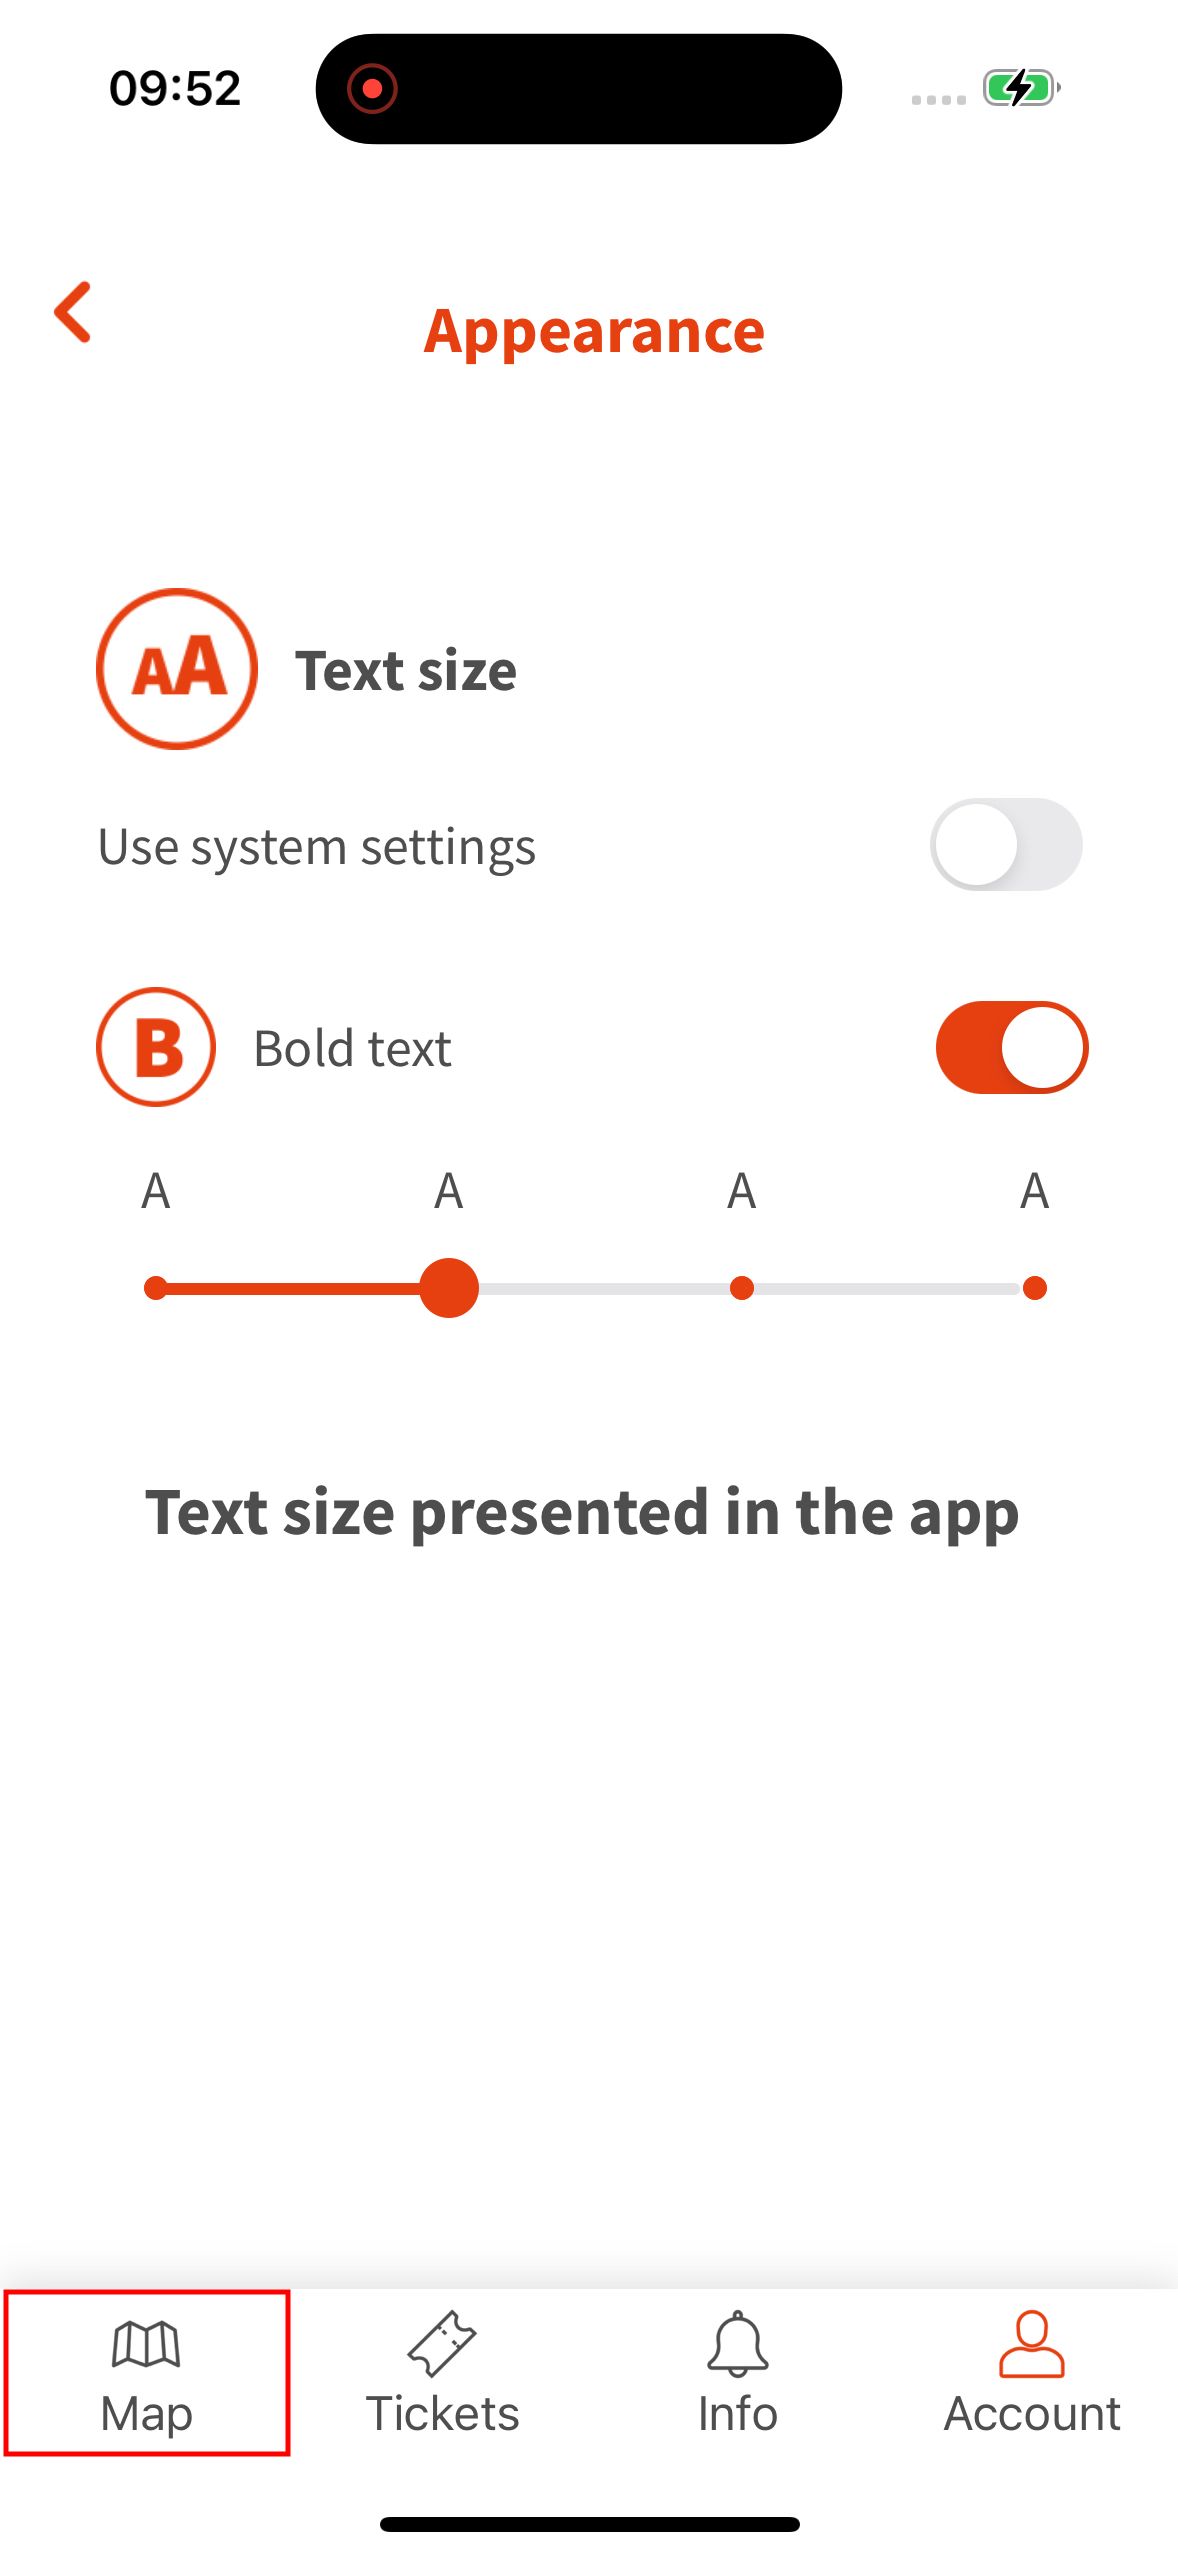 09:52
Appearance
AA
Text size
Use system settings
B
Bold text
A A A A
Text size presented in the app
Map Tickets Info Account